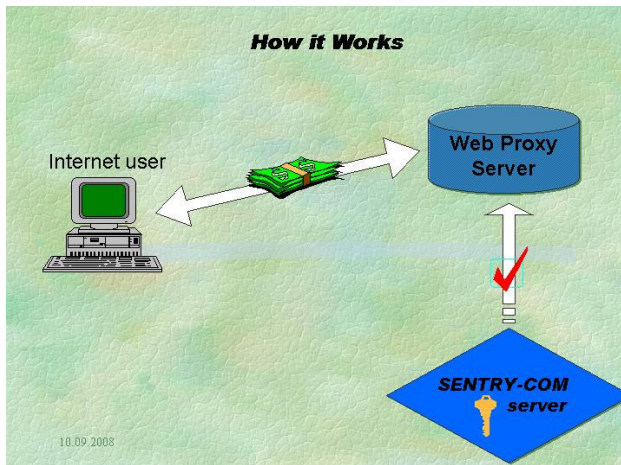 How it Works
Internet user
Web Proxy
Server
SENTRY-COM
server
10.09.2008